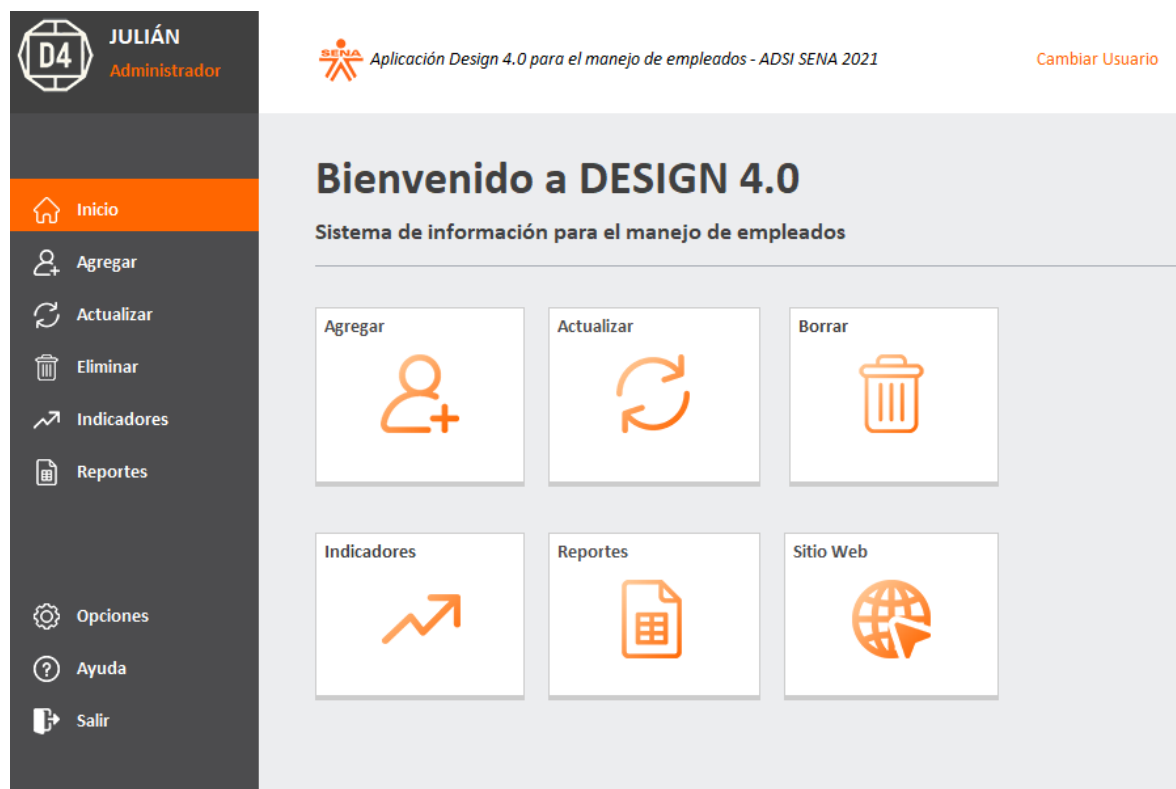 D4
JULIÁN
Administrador
SENA
Aplicación Design 4.0 para el manejo de empleados - ADSI SENA 2021
Cambiar Usuario
Inicio
Agregar
Actualizar
Eliminar
Indicadores
Reportes
Opciones
Ayuda
Salir
Bienvenido a DESIGN 4.0
Sistema de información para el manejo de empleados
Agregar
Actualizar
Borrar
Indicadores
Reportes
Sitio Web